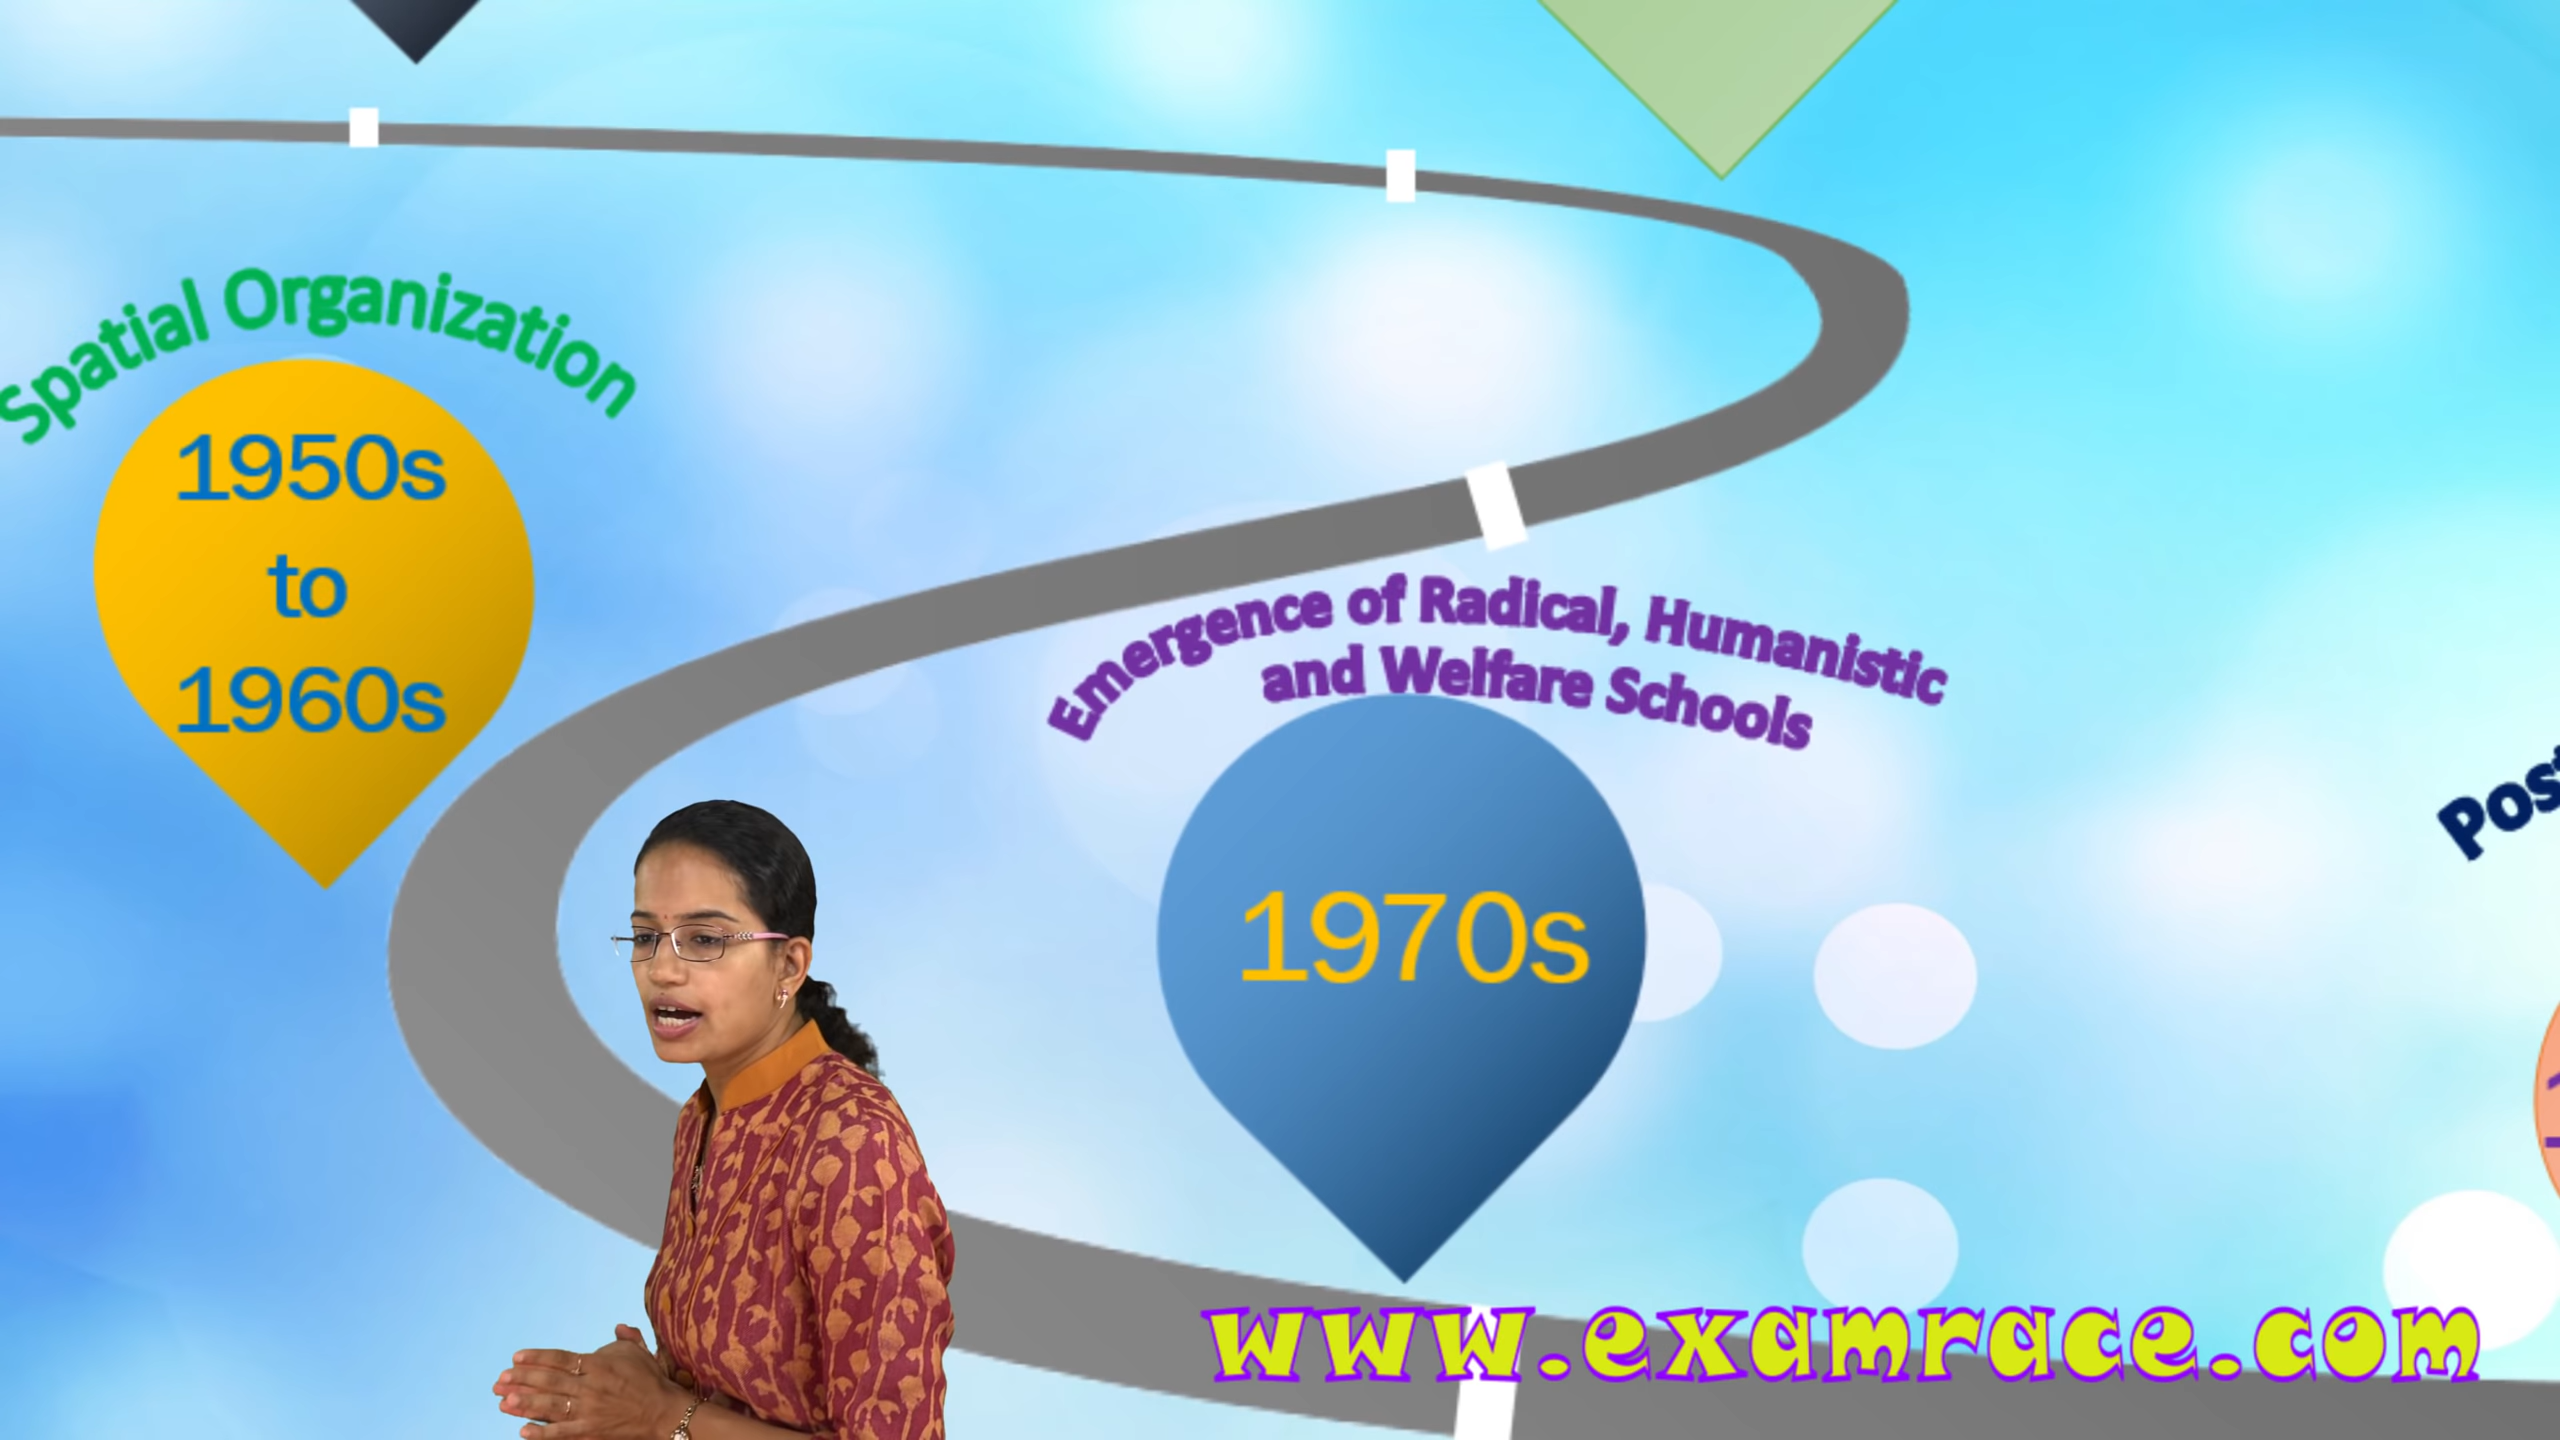 Spatial Organization
1950s
to
1960s
Emergence of Radical, Humanistic
and Welfare Schools
1970s
www.examrace.com